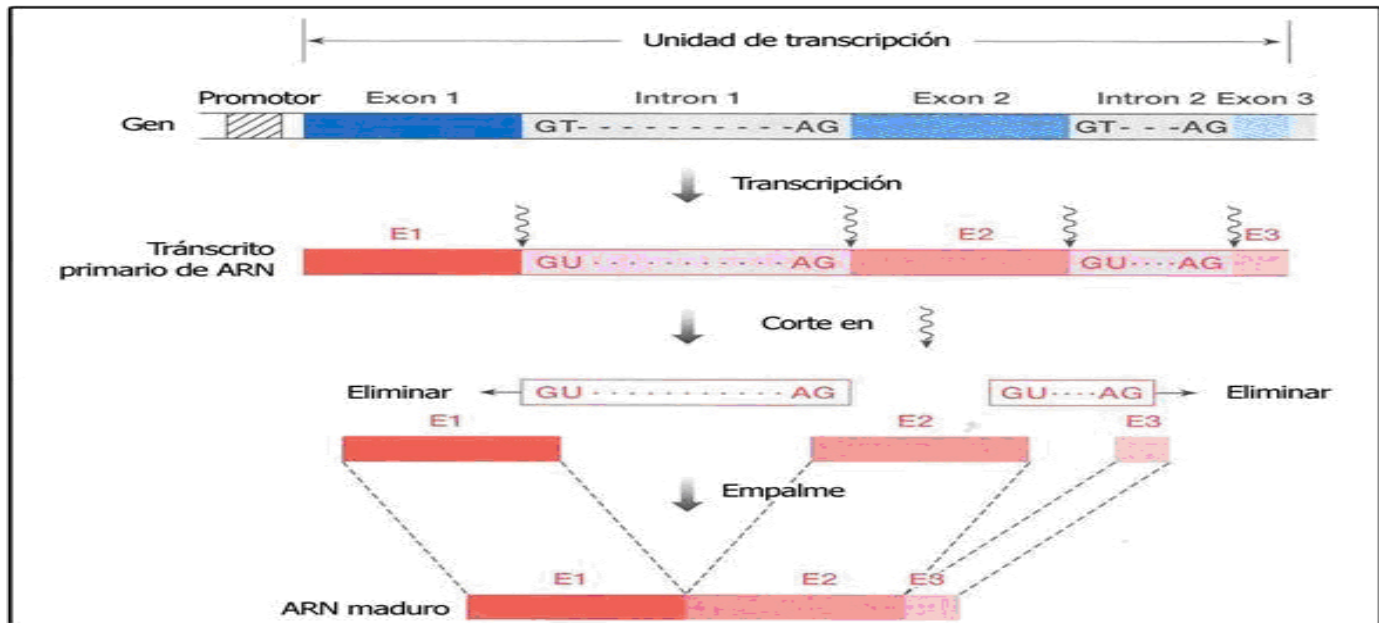 Unidad de transcripción
Promotor Exon 1 Intron 1 Exon 2 Intron 2 Exon 3
Gen GT- - - - - - - - - - -AG GT- - -AG
Transcripción
E1 E2 E3
Tránscrito
primario de ARN
GU · · · · · · · · · · · AG GU····AG
Corte en
Eliminar GU · · · · · · · · · · · AG GU····AG Eliminar
E1 E2 E3
Empalme
E1 E2 E3
ARN maduro